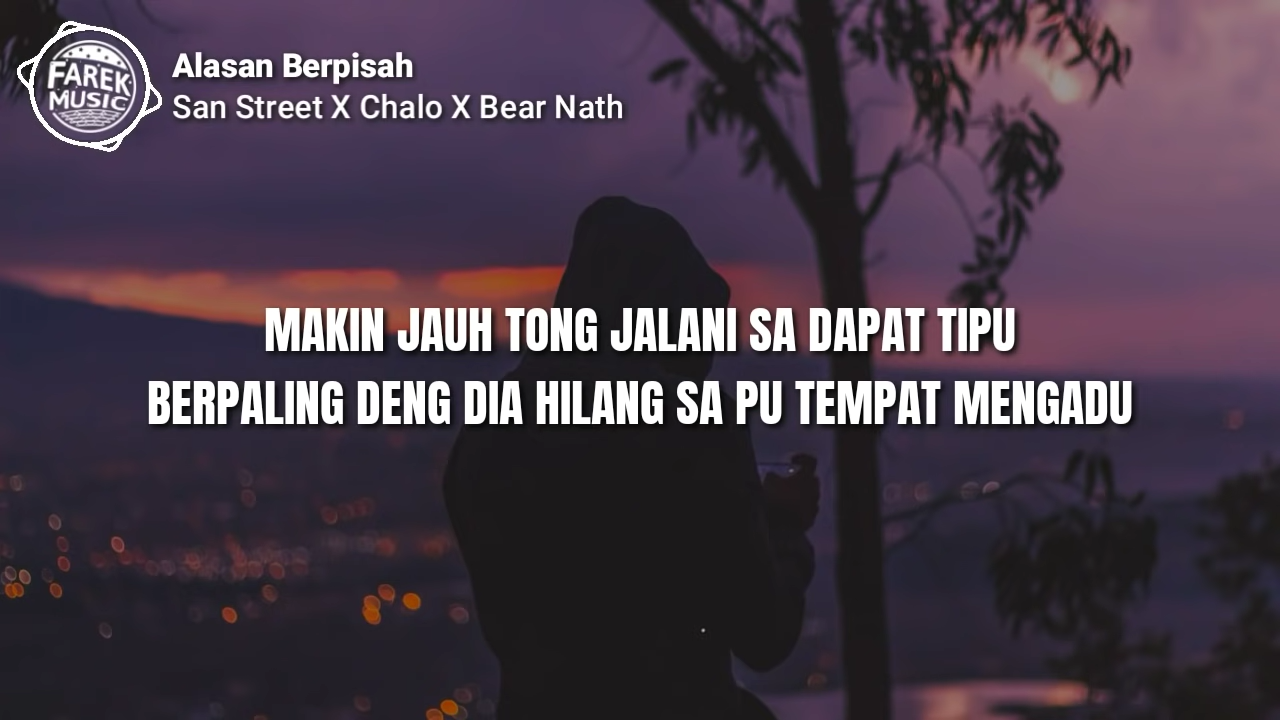 FAREK
MUSIC
Alasan Berpisah
San Street X Chalo X Bear Nath
MAKIN JAUH TONG JALANI SA DAPAT TIPU
BERPALING DENG DIA HILANG SA PU TEMPAT MENGADU